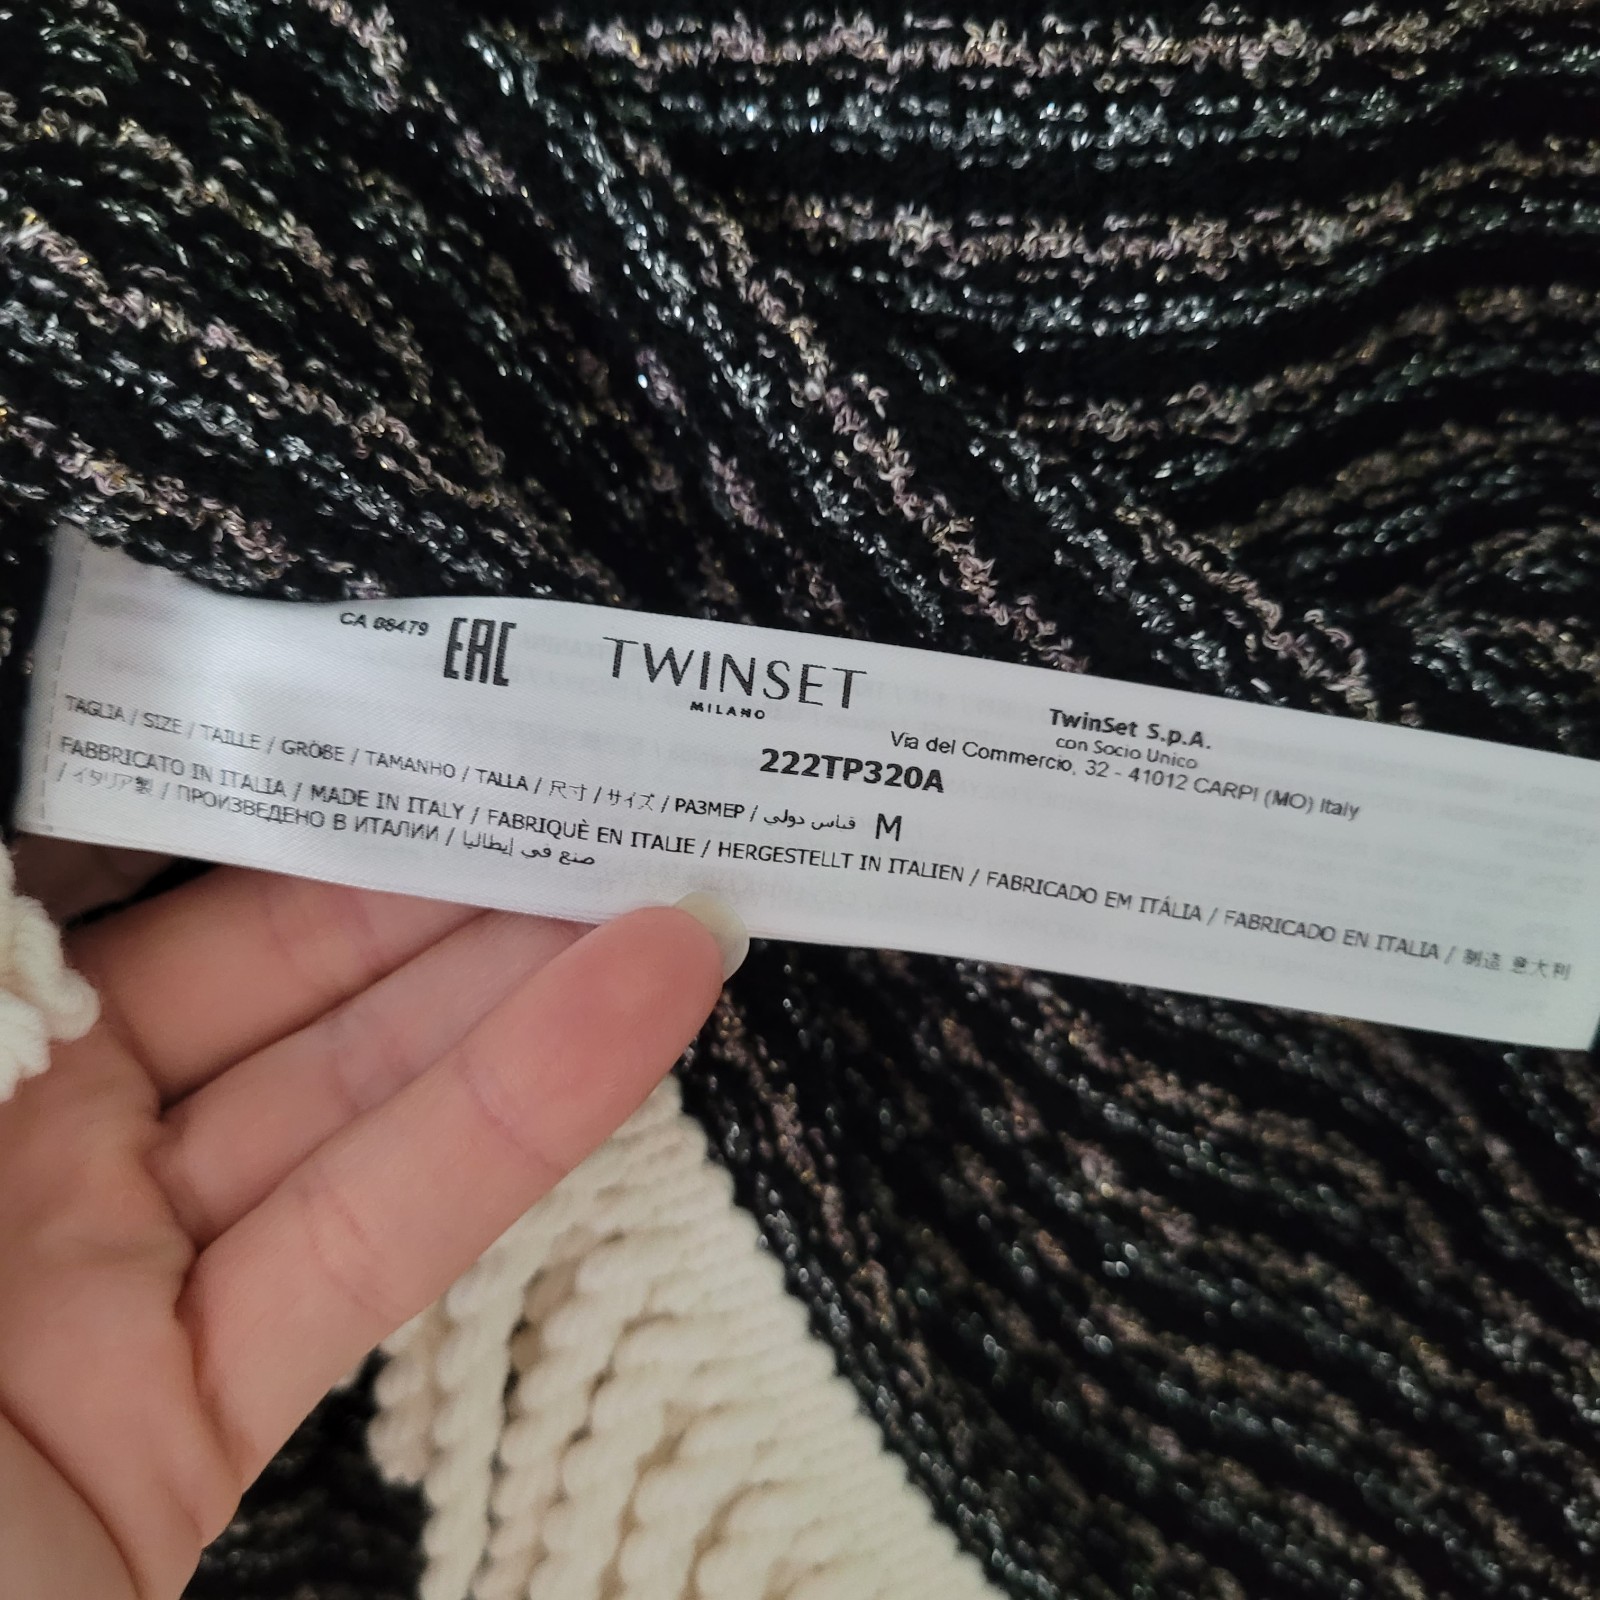 CA 08479
EAC
TWINSET
MILANO
222TP320A
TwinSet S.p.A.
con Socio Unico
Via del Commercio, 32 - 41012 CARPI (MO) Italy
TAGLIA / SIZE / TAILLE / GRÖBE / TAMANHO / TALLA / 尺寸 / サイズ / РАЗМЕР / قياس دولي M
FABBRICATO IN ITALIA / MADE IN ITALY / FABRIQUÈ EN ITALIE / HERGESTELLT IN ITALIEN / FABRICADO EM ITÁLIA / FABRICADO EN ITALIA / 制造 意大利
/ イタリア製 / ПРОИЗВЕДЕНО В ИТАЛИИ / صنع في إيطاليا